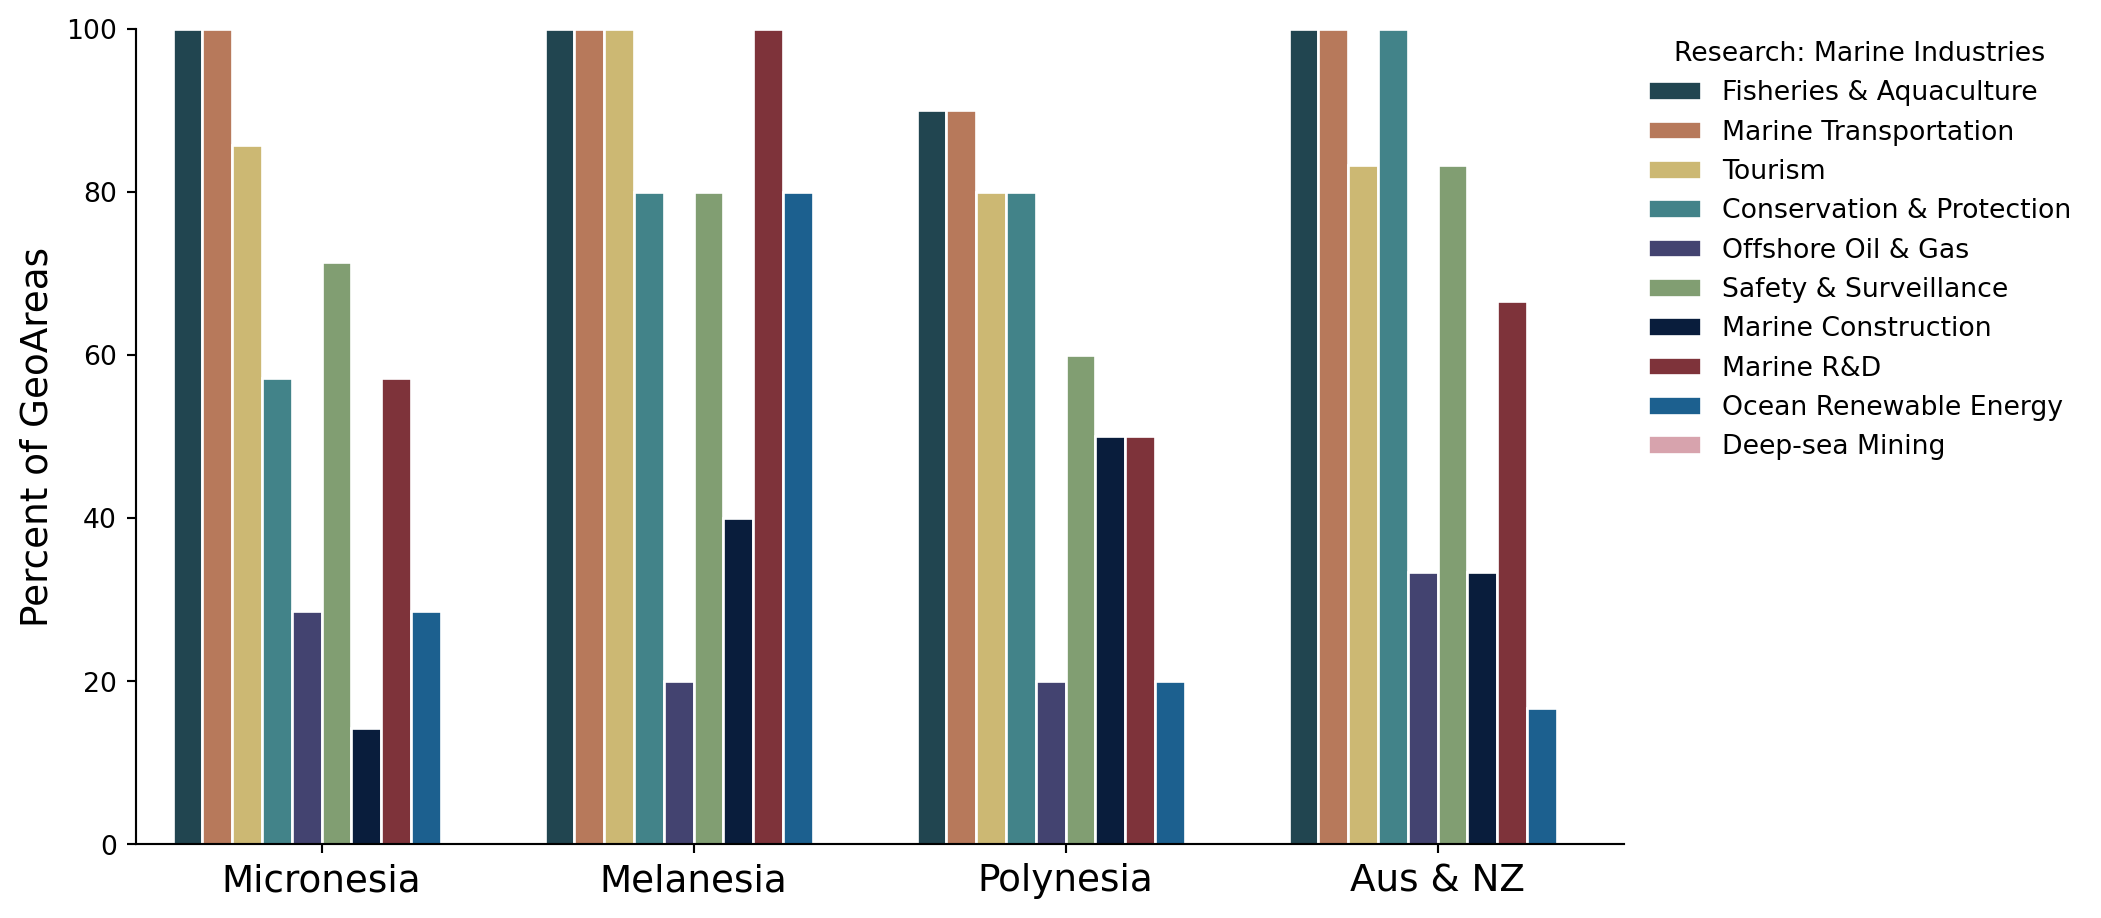 100
80
60
40
20
0
Percent of GeoAreas
Micronesia
Melanesia
Polynesia
Aus & NZ
Research: Marine Industries
Fisheries & Aquaculture
Marine Transportation
Tourism
Conservation & Protection
Offshore Oil & Gas
Safety & Surveillance
Marine Construction
Marine R&D
Ocean Renewable Energy
Deep-sea Mining